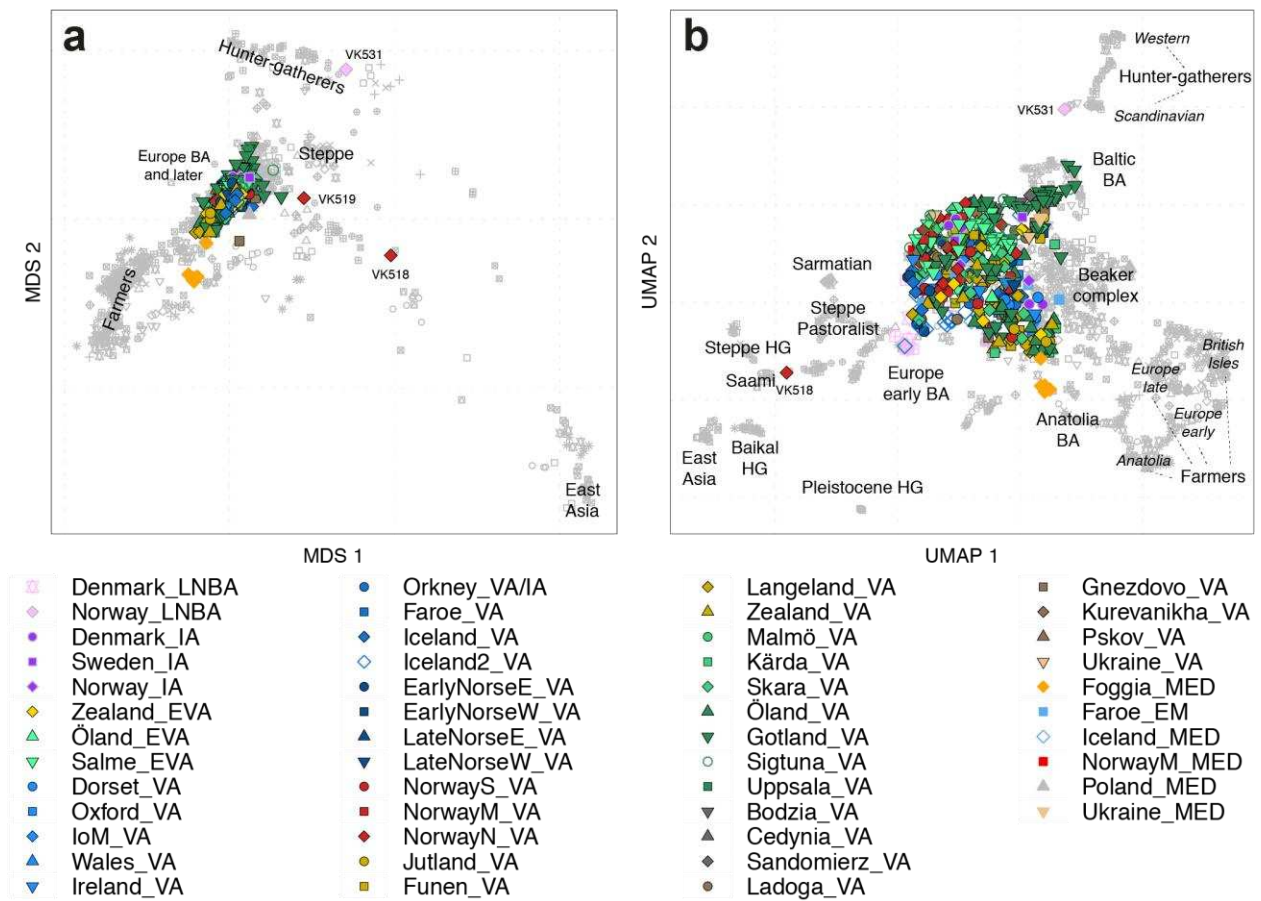 a
Hunter-gatherers
VK531
Europe BA
and later
Steppe
VK519
VK518
Farmers
East
Asia
MDS 2
MDS 1
b
Western
Hunter-gatherers
VK531
Scandinavian
Baltic
BA
Sarmatian
Beaker
complex
Steppe
Pastoralist
Steppe HG
British
Isles
Saami
VK518
Europe
early BA
Europe
late
Anatolia
BA
Europe
early
East
Asia
Baikal
HG
Anatolia
Farmers
Pleistocene HG
UMAP 2
UMAP 1
Denmark_LNBA
Norway_LNBA
Denmark_IA
Sweden_IA
Norway_IA
Zealand_EVA
Öland_EVA
Salme_EVA
Dorset_VA
Oxford_VA
IoM_VA
Wales_VA
Ireland_VA
Orkney_VA/IA
Faroe_VA
Iceland_VA
Iceland2_VA
EarlyNorseE_VA
EarlyNorseW_VA
LateNorseE_VA
LateNorseW_VA
NorwayS_VA
NorwayM_VA
NorwayN_VA
Jutland_VA
Funen_VA
Langeland_VA
Zealand_VA
Malmö_VA
Kärda_VA
Skara_VA
Öland_VA
Gotland_VA
Sigtuna_VA
Uppsala_VA
Bodzia_VA
Cedynia_VA
Sandomierz_VA
Ladoga_VA
Gnezdovo_VA
Kurevanikha_VA
Pskov_VA
Ukraine_VA
Foggia_MED
Faroe_EM
Iceland_MED
NorwayM_MED
Poland_MED
Ukraine_MED